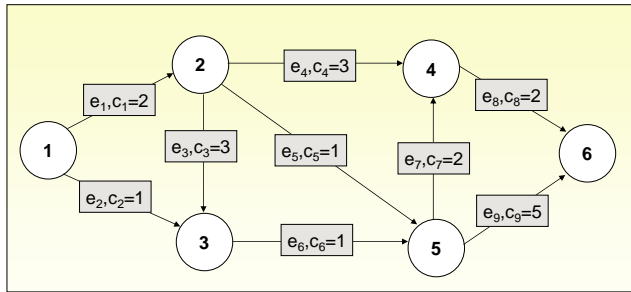 2
e₄,c₄=3
4
e₁,c₁=2
e₈,c₈=2
1
e₃,c₃=3
e₅,c₅=1
e₇,c₇=2
6
e₂,c₂=1
e₉,c₉=5
3
e₆,c₆=1
5